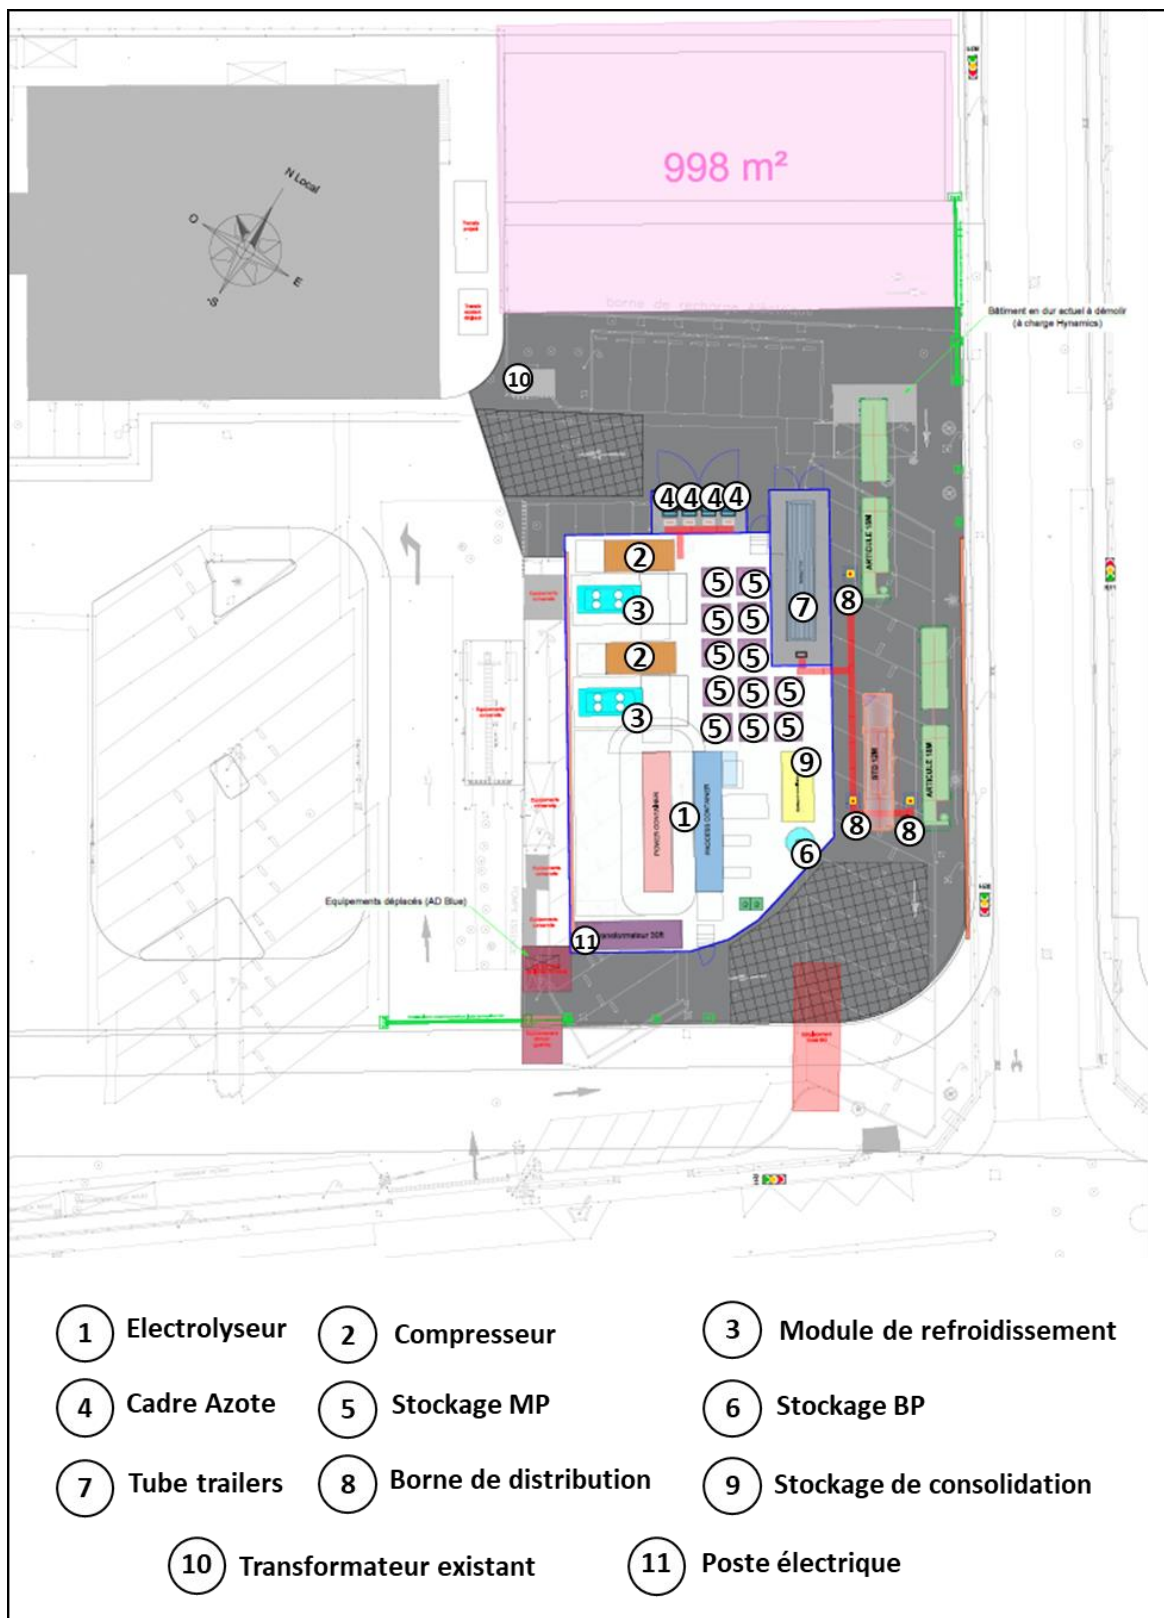 998 m²
N Local
O
E
-S
Transfo
projet
borne de recharge électrique
Bâtiment en dur actuel à démolir
(à charge Hynamics)
10
4 4 4 4
ARTICULE 18M
2
5 5
3
7
8
5 5
2
5 5
5 5 5
3
5 5 5
9
STD 12M
ARTICULE 18M
POWER CONTAINER
1
PROCESS CONTAINER
8
8
6
Equipements déplacés (AD Blue)
11
1 Electrolyseur
2 Compresseur
3 Module de refroidissement
4 Cadre Azote
5 Stockage MP
6 Stockage BP
7 Tube trailers
8 Borne de distribution
9 Stockage de consolidation
10 Transformateur existant
11 Poste électrique